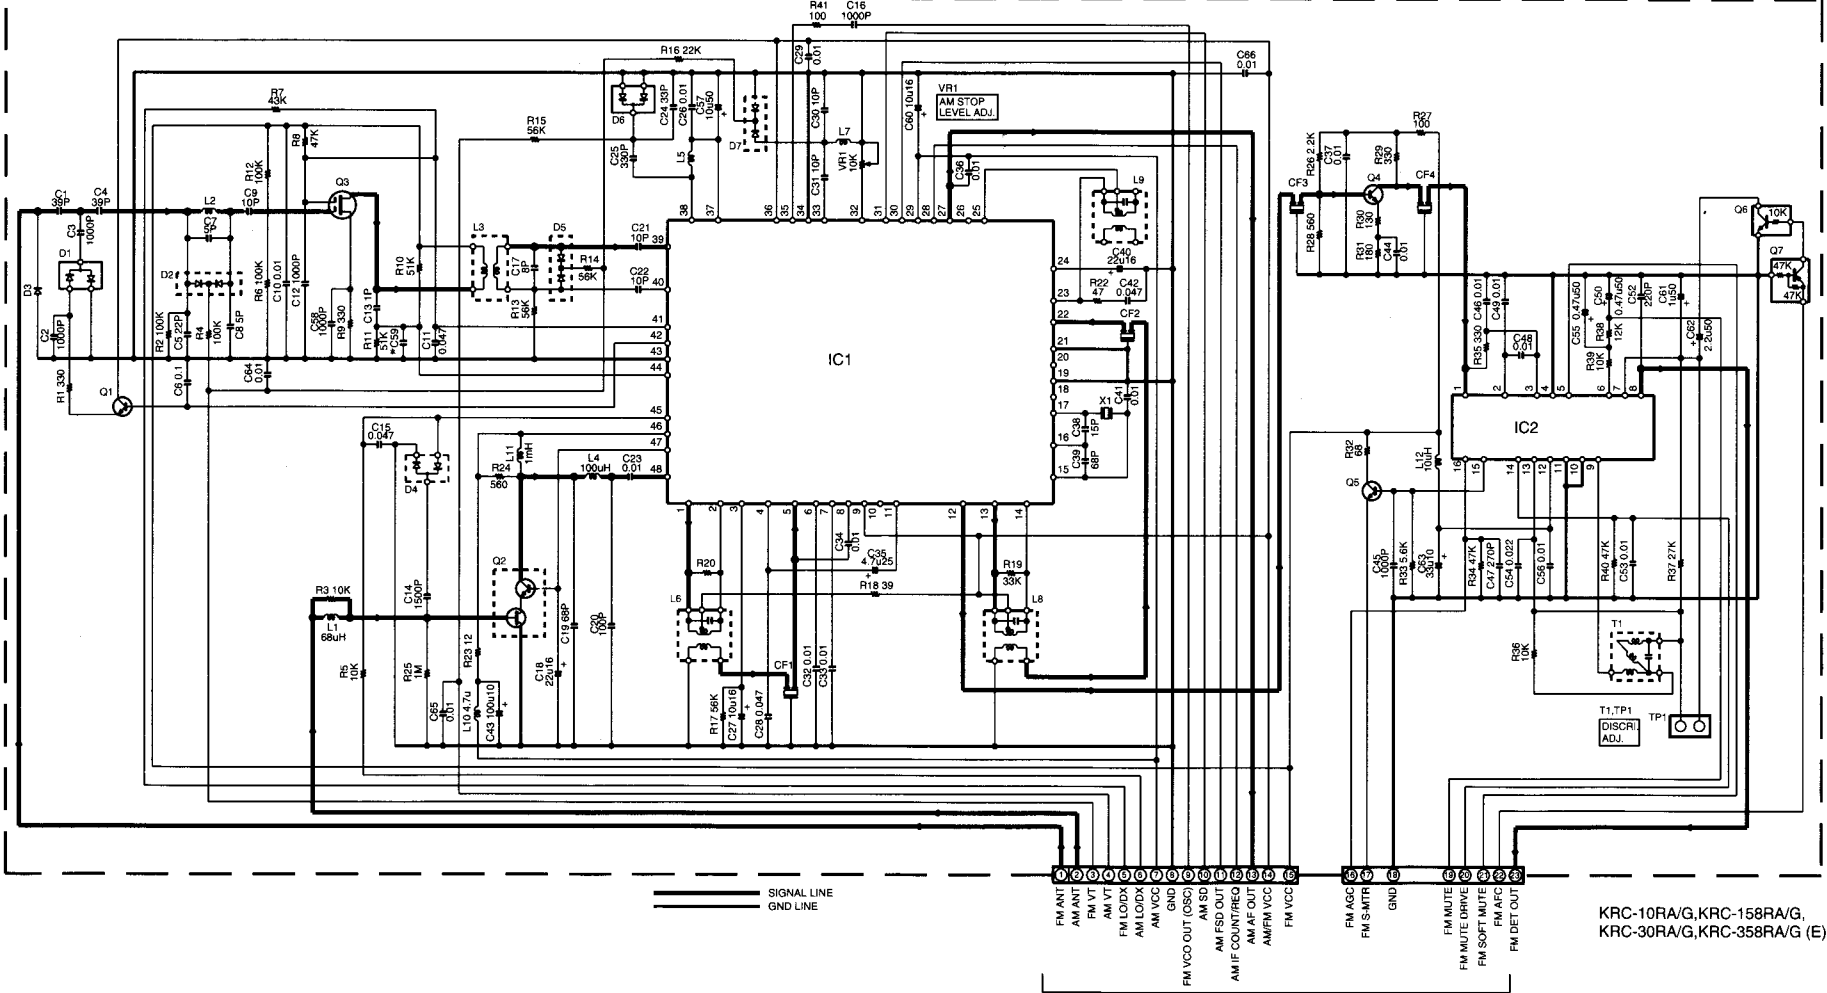 R41
100
C16
1000P
R16 22K
C29
0.01
C66
0.01
R7
43K
D6
C24 33P
C26 0.01
C57
10u50
D7
C30 10P
C31 10P
L7
VR1
10K
C60 10u16
VR1
AM STOP
LEVEL ADJ.
R15
56K
C25
330P
L5
R8
47K
R12
100K
C36
0.01
R27
100
R26 2.2K
C37
0.01
R29
330
CF3
Q4
CF4
R28 560
R30
130
R31
180
C44
0.01
C1
39P
C4
39P
C3
1000P
L2
C7
5P
C9
10P
Q3
D1
D2
D3
C2
1000P
R2 100K
C5 22P
R4
100K
C8 5P
R6 100K
C10 0.01
C12 1000P
C58
1000P
R9 330
C13 1P
R11
51K
*C59
C11
0.047
R10
51K
L3
C17
8P
D5
R14
56K
R13
56K
C21
10P
C22
10P
R1 330
Q1
C6 0.1
C64
0.01
38 37 36 35 34 33 32 31 30 29 28 27 26 25
39
40
41
42
43
44
45
46
47
48
IC1
24
23
22
21
20
19
18
17
16
15
1 2 3 4 5 6 7 8 9 10 11 12 13 14
L9
C40
22u16
R22
47
C42
0.047
CF2
C41
0.01
X1
C38
15P
C39
68P
Q6
10K
Q7
47K
47K
C46 0.01
C49 0.01
R35 330
C48
0.01
C55 0.47u50
C50
0.47u50
R38
12K
R39
10K
C52
220P
C61
1u50
C62
2.2u50
1 2 3 4 5 6 7 8
IC2
16 15 14 13 12 11 10 9
C15
0.047
D4
L11
1mH
R24
560
L4
100uH
C23
0.01
Q2
R3 10K
L1
68uH
C14
1500P
R5
10K
R25
1M
R23 12
C65
0.01
L10 4.7u
C43 100u10
C18
22u16
C19 68P
C20
100P
R20
L6
R17 56K
C27 10u16
C28 0.047
CF1
C32 0.01
C33 0.01
C34
0.01
C35
4.7u25
R18 39
R19
33K
L8
R32
68
L12
10uH
Q5
C45
1000P
R33 5.6K
C63
33u10
R34 47K
C47 270P
C54 0.022
C56 0.01
R40 47K
C53 0.01
R37 27K
R36
10K
T1
T1,TP1
DISCRI.
ADJ.
TP1
SIGNAL LINE
GND LINE
1 2 3 4 5 6 7 8 9 10 11 12 13 14 15
FM ANT
AM ANT
FM VT
AM VT
FM LO/DX
AM LO/DX
AM VCC
GND
FM VCO OUT (OSC)
AM SD
AM FSD OUT
AM IF COUNT/REQ
AM AF OUT
AM/FM VCC
FM VCC
16 17 18 19 20 21 22 23
FM AGC
FM S-MTR
GND
FM MUTE
FM MUTE DRIVE
FM SOFT MUTE
FM AFC
FM DET OUT
KRC-10RA/G,KRC-158RA/G,
KRC-30RA/G,KRC-358RA/G (E)